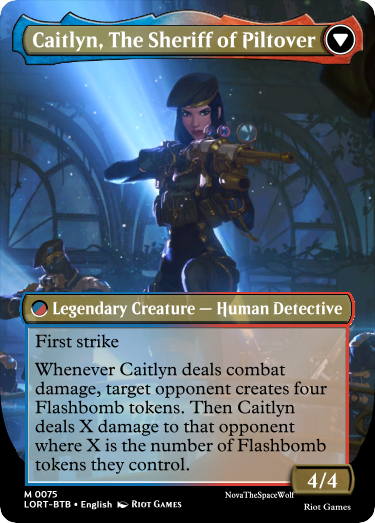 Caitlyn, The Sheriff of Piltover
Legendary Creature — Human Detective
First strike
Whenever Caitlyn deals combat
damage, target opponent creates four
Flashbomb tokens. Then Caitlyn
deals X damage to that opponent
where X is the number of Flashbomb
tokens they control.
4/4
M 0075
LORT-BTB • English Riot Games
NovaTheSpaceWolf
Riot Games